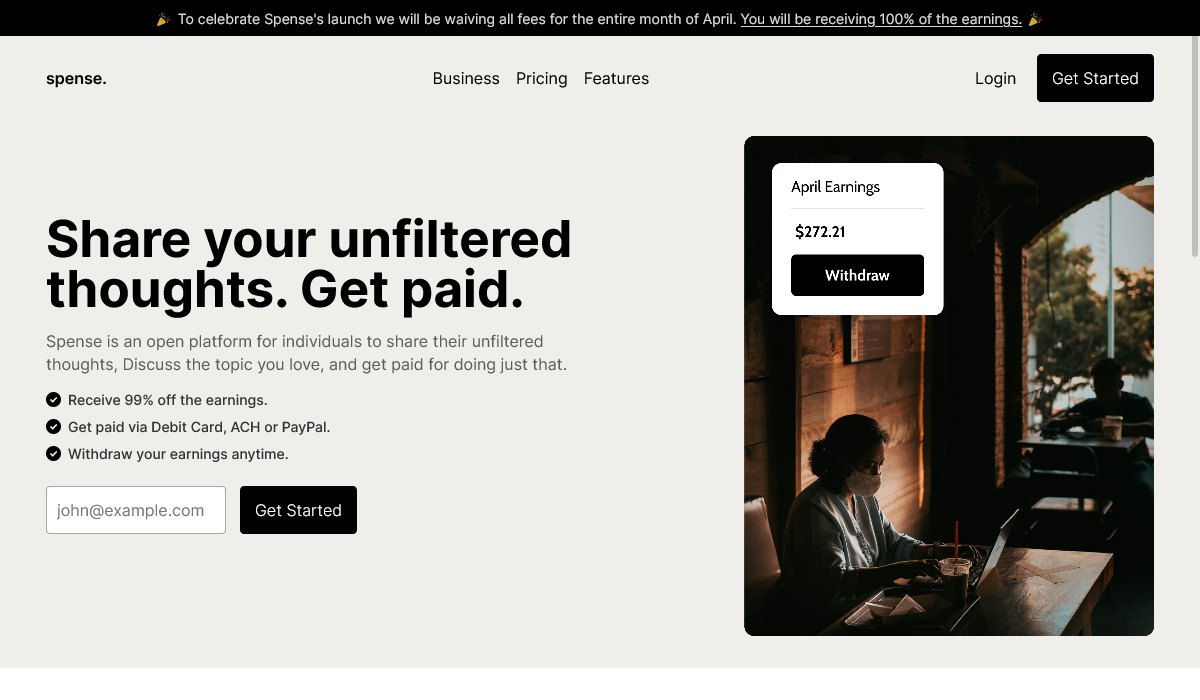 🎉 To celebrate Spense's launch we will be waiving all fees for the entire month of April. You will be receiving 100% of the earnings. 🎉
spense.
Business Pricing Features
Login
Get Started
Share your unfiltered
thoughts. Get paid.
Spense is an open platform for individuals to share their unfiltered
thoughts, Discuss the topic you love, and get paid for doing just that.
Receive 99% off the earnings.
Get paid via Debit Card, ACH or PayPal.
Withdraw your earnings anytime.
john@example.com
Get Started
April Earnings
$272.21
Withdraw